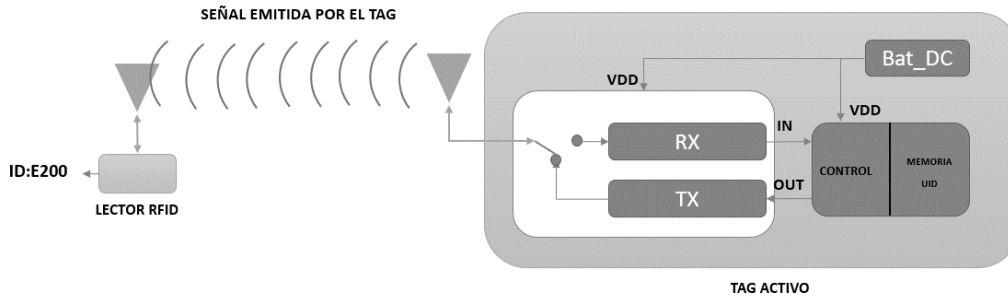 SEÑAL EMITIDA POR EL TAG
Bat_DC
VDD
VDD
RX
IN
CONTROL
MEMORIA
UID
ID:E200
OUT
TX
LECTOR RFID
TAG ACTIVO